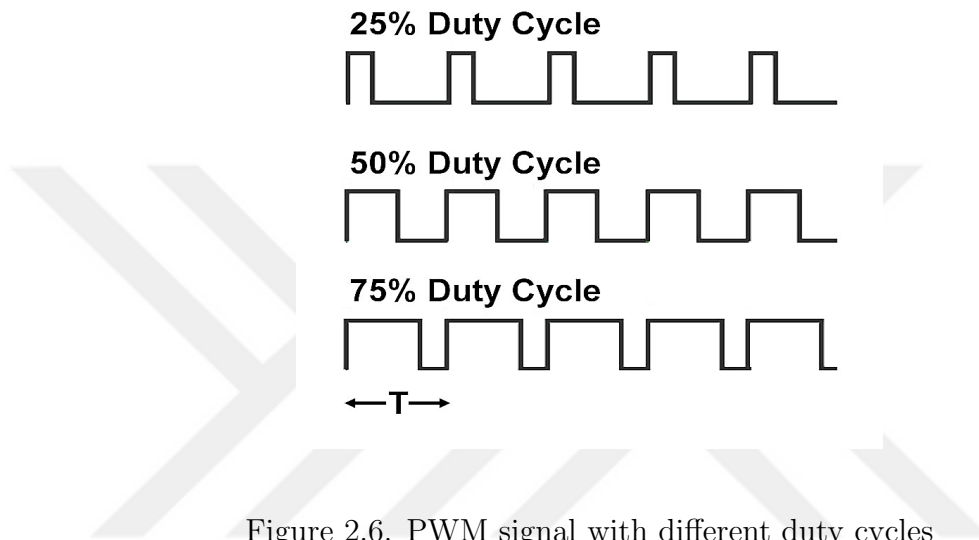 25% Duty Cycle
50% Duty Cycle
75% Duty Cycle
T
Figure 2.6. PWM signal with different duty cycles